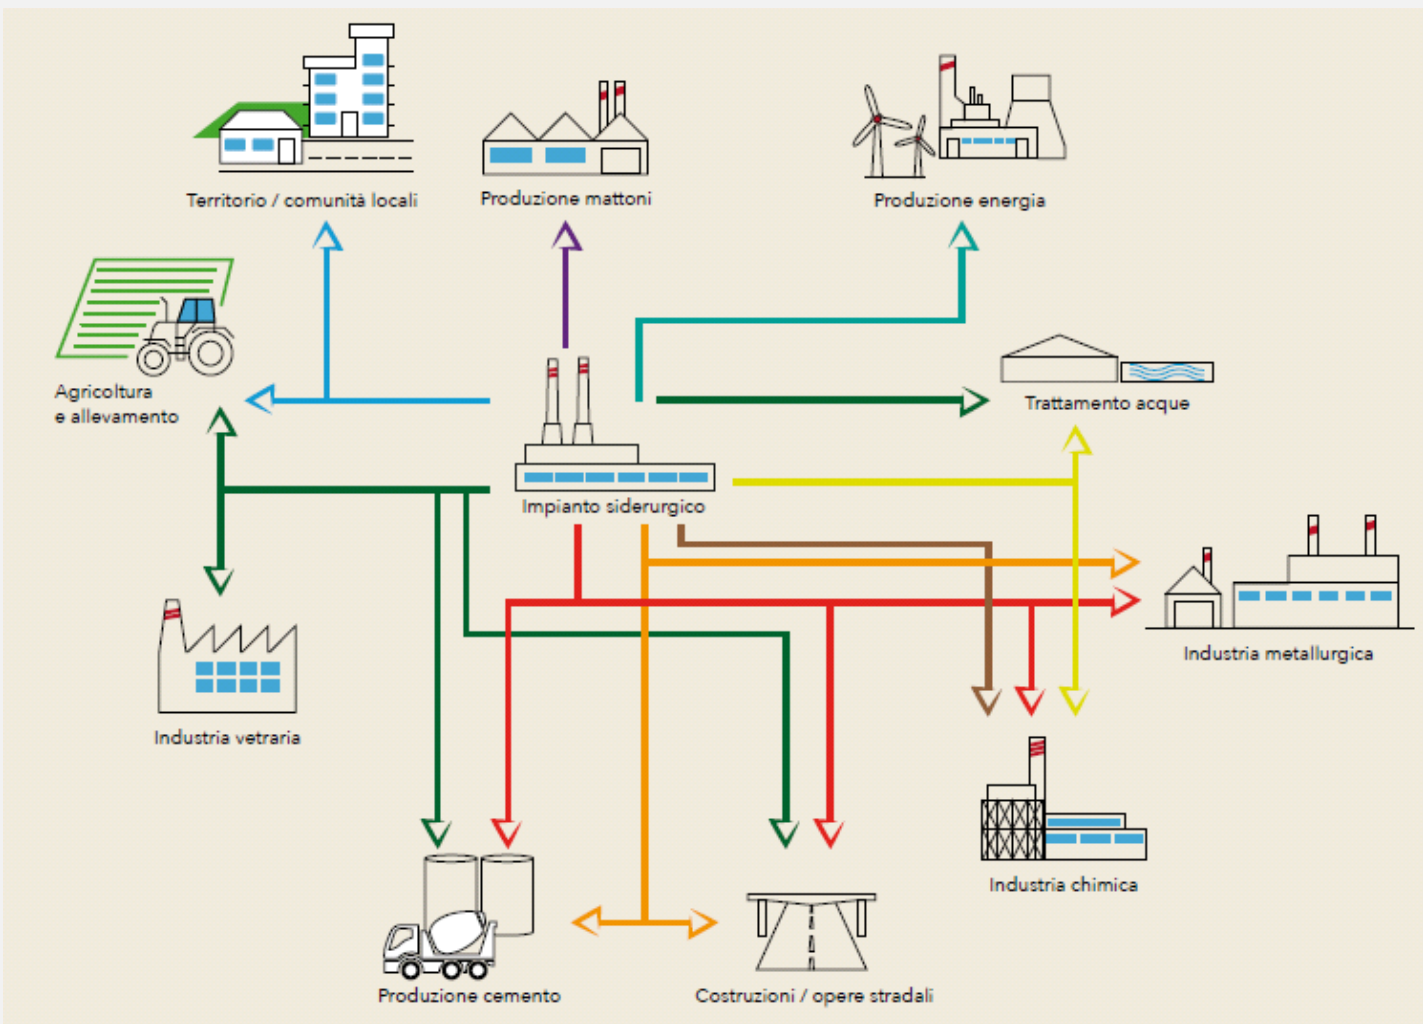 Territorio / comunità locali
Produzione mattoni
Produzione energia
Agricoltura
e allevamento
Trattamento acque
Impianto siderurgico
Industria metallurgica
Industria vetraria
Industria chimica
Produzione cemento
Costruzioni / opere stradali